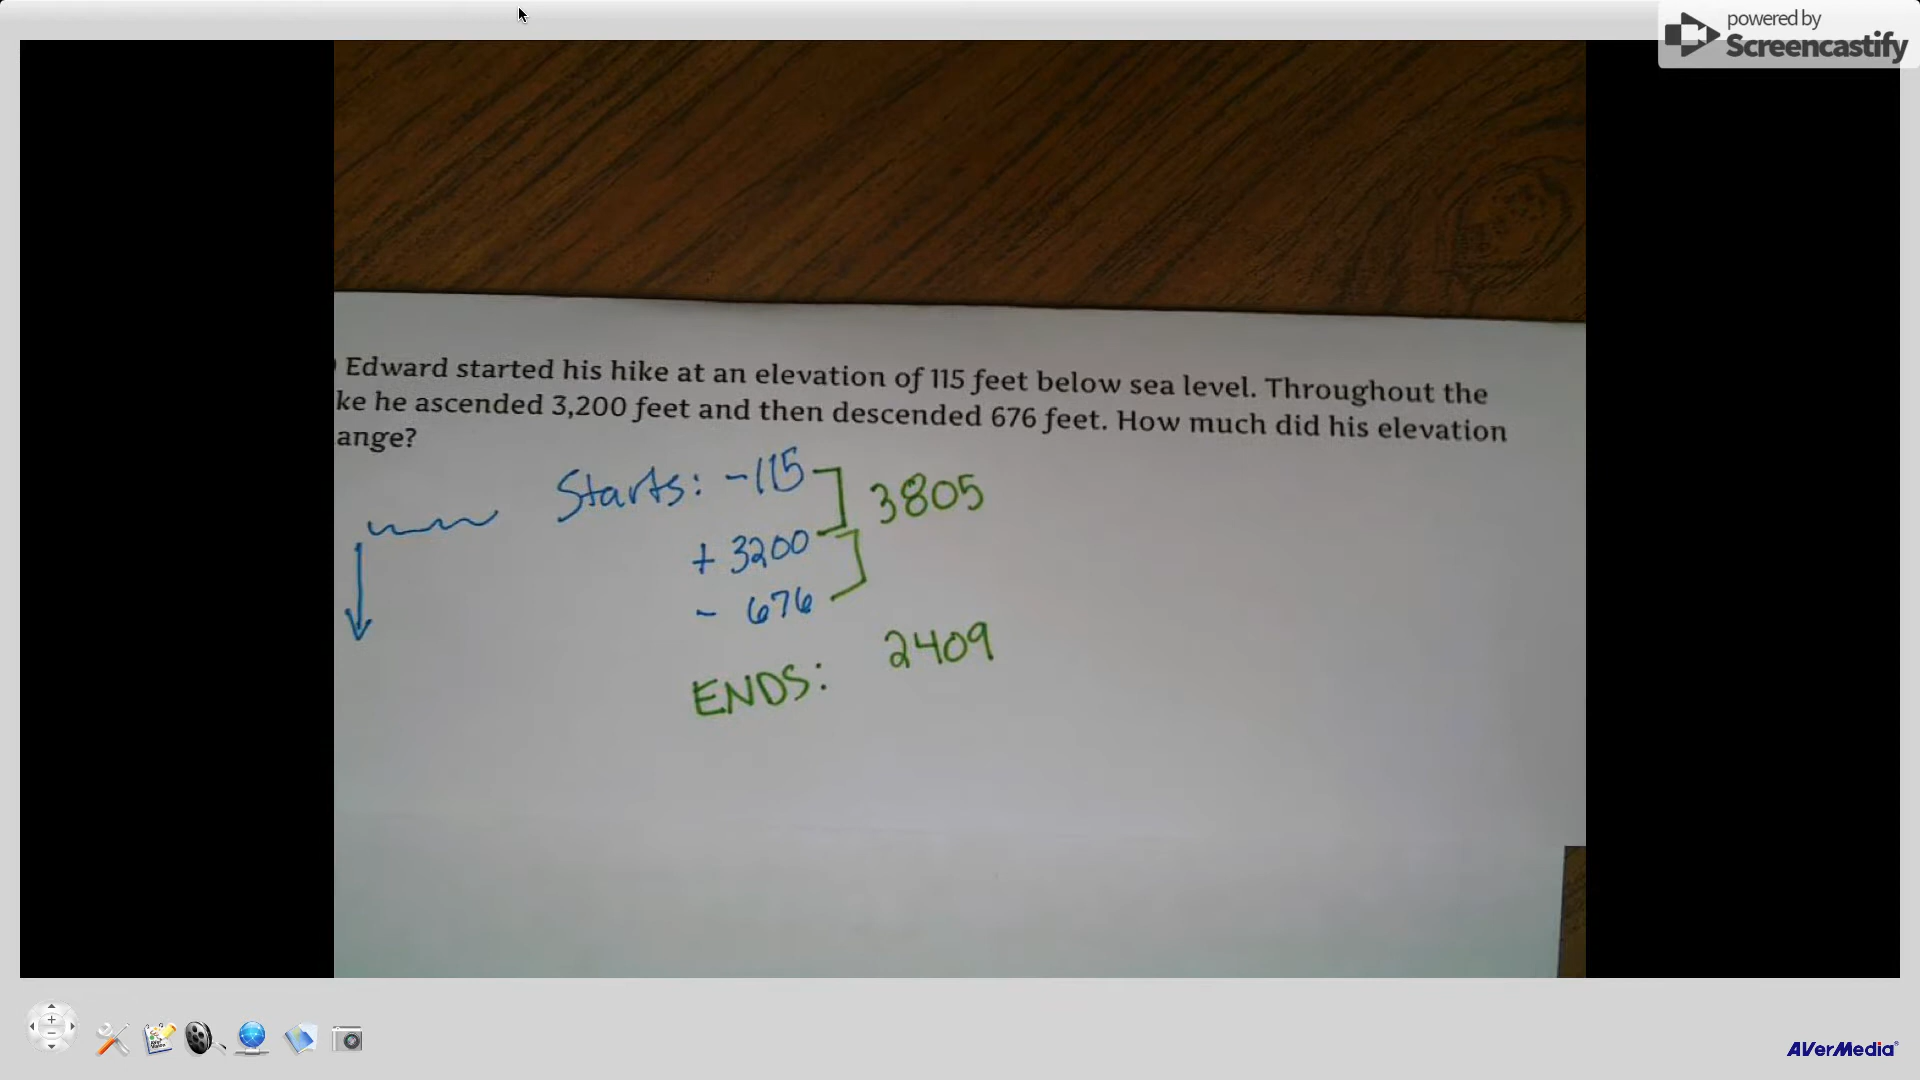 powered by
Screencastify
Edward started his hike at an elevation of 115 feet below sea level. Throughout the
ke he ascended 3,200 feet and then descended 676 feet. How much did his elevation
ange?
Starts: -115
3805
+ 3200
- 676
2409
ENDS:
AVerMedia